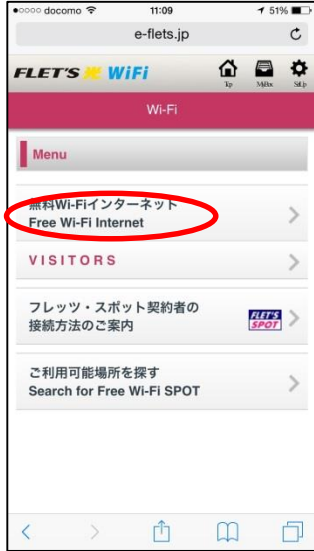 docomo 11:09 51%
e-flets.jp
FLET'S 光 WiFi
Top MyBox SetUp
Wi-Fi
Menu
無料Wi-Fiインターネット
Free Wi-Fi Internet
VISITORS
フレッツ・スポット契約者の
接続方法のご案内
FLET'S
SPOT
ご利用可能場所を探す
Search for Free Wi-Fi SPOT